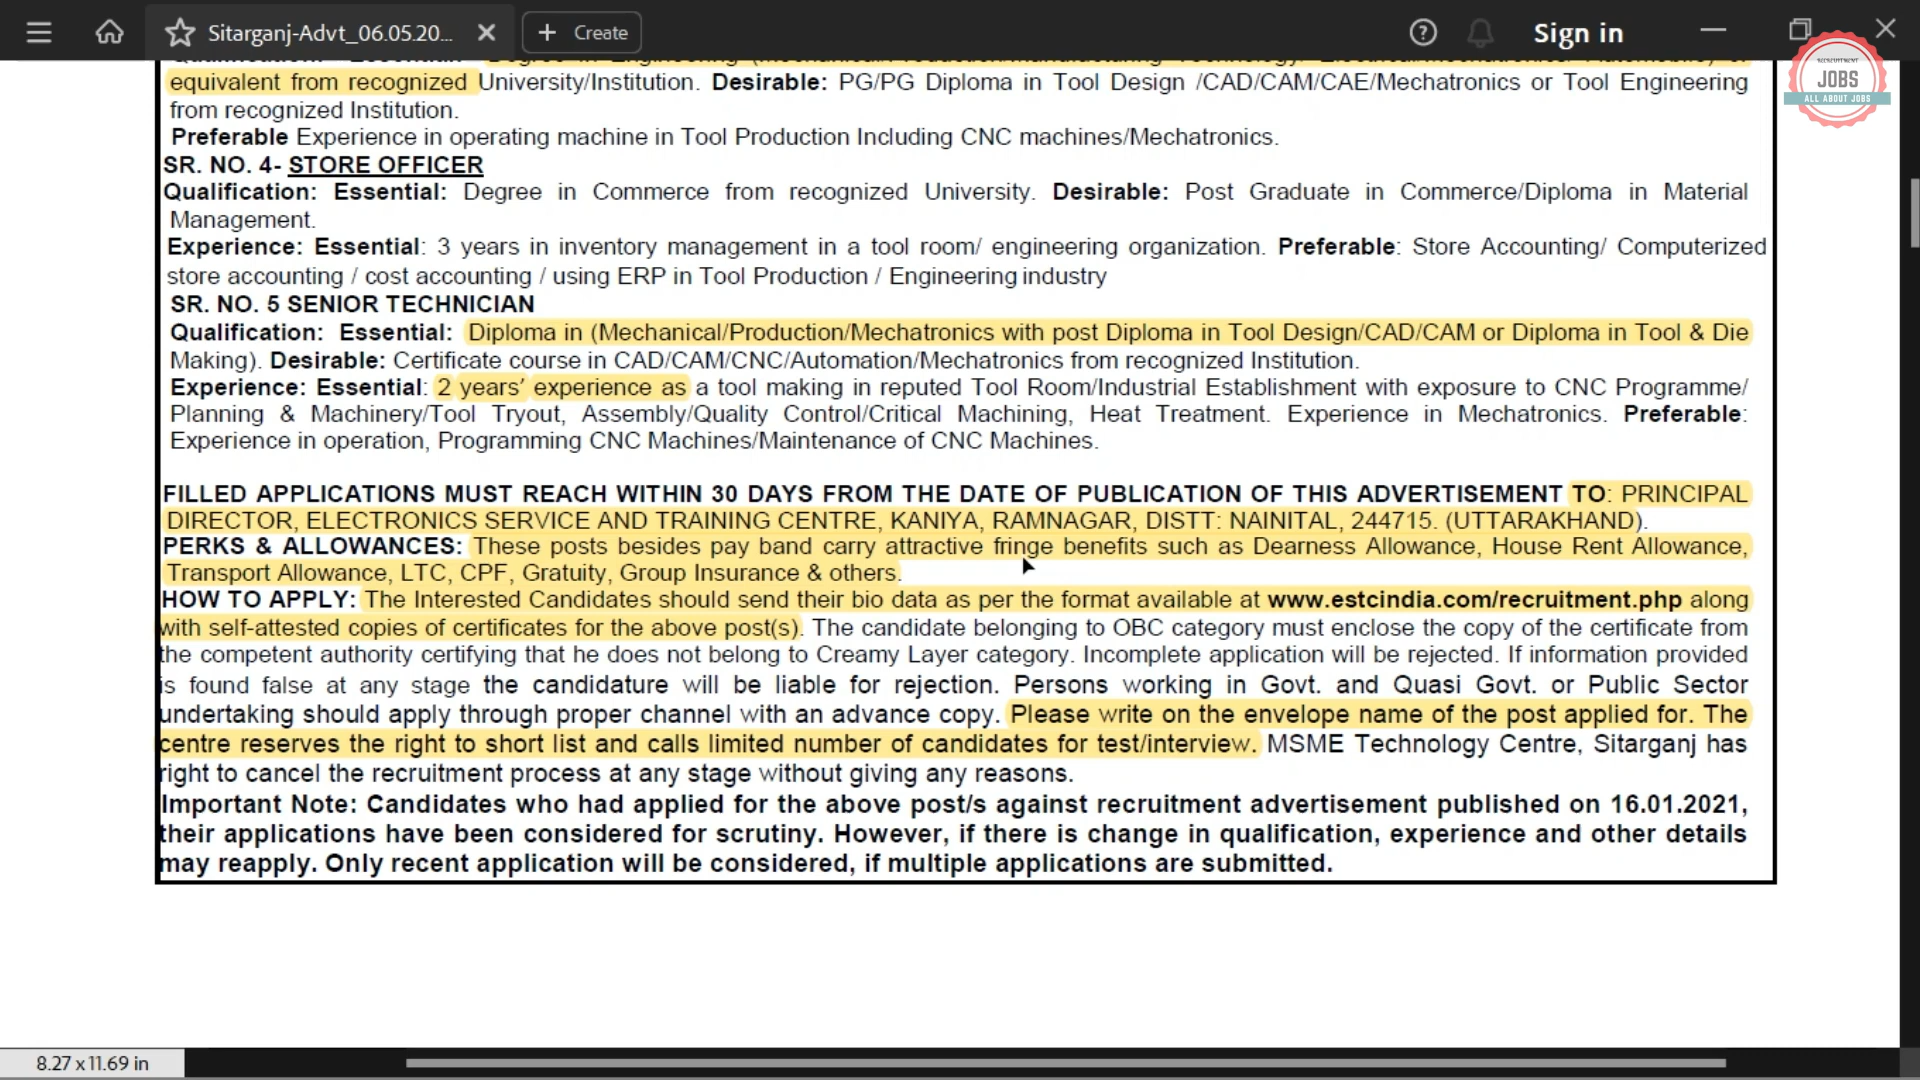 Sitarganj-Advt_06.05.20...
Create
Sign in
RECRUITMENT
JOBS
ALL ABOUT JOBS
equivalent from recognized University/Institution. Desirable: PG/PG Diploma in Tool Design /CAD/CAM/CAE/Mechatronics or Tool Engineering
from recognized Institution.
Preferable Experience in operating machine in Tool Production Including CNC machines/Mechatronics.
SR. NO. 4- STORE OFFICER
Qualification: Essential: Degree in Commerce from recognized University. Desirable: Post Graduate in Commerce/Diploma in Material
Management.
Experience: Essential: 3 years in inventory management in a tool room/ engineering organization. Preferable: Store Accounting/ Computerized
store accounting / cost accounting / using ERP in Tool Production / Engineering industry
SR. NO. 5 SENIOR TECHNICIAN
Qualification: Essential: Diploma in (Mechanical/Production/Mechatronics with post Diploma in Tool Design/CAD/CAM or Diploma in Tool & Die
Making). Desirable: Certificate course in CAD/CAM/CNC/Automation/Mechatronics from recognized Institution.
Experience: Essential: 2 years’ experience as a tool making in reputed Tool Room/Industrial Establishment with exposure to CNC Programme/
Planning & Machinery/Tool Tryout, Assembly/Quality Control/Critical Machining, Heat Treatment. Experience in Mechatronics. Preferable:
Experience in operation, Programming CNC Machines/Maintenance of CNC Machines.
FILLED APPLICATIONS MUST REACH WITHIN 30 DAYS FROM THE DATE OF PUBLICATION OF THIS ADVERTISEMENT TO: PRINCIPAL
DIRECTOR, ELECTRONICS SERVICE AND TRAINING CENTRE, KANIYA, RAMNAGAR, DISTT: NAINITAL, 244715. (UTTARAKHAND).
PERKS & ALLOWANCES: These posts besides pay band carry attractive fringe benefits such as Dearness Allowance, House Rent Allowance,
Transport Allowance, LTC, CPF, Gratuity, Group Insurance & others.
HOW TO APPLY: The Interested Candidates should send their bio data as per the format available at www.estcindia.com/recruitment.php along
with self-attested copies of certificates for the above post(s). The candidate belonging to OBC category must enclose the copy of the certificate from
the competent authority certifying that he does not belong to Creamy Layer category. Incomplete application will be rejected. If information provided
is found false at any stage the candidature will be liable for rejection. Persons working in Govt. and Quasi Govt. or Public Sector
undertaking should apply through proper channel with an advance copy. Please write on the envelope name of the post applied for. The
centre reserves the right to short list and calls limited number of candidates for test/interview. MSME Technology Centre, Sitarganj has
right to cancel the recruitment process at any stage without giving any reasons.
Important Note: Candidates who had applied for the above post/s against recruitment advertisement published on 16.01.2021,
their applications have been considered for scrutiny. However, if there is change in qualification, experience and other details
may reapply. Only recent application will be considered, if multiple applications are submitted.
8.27 x 11.69 in